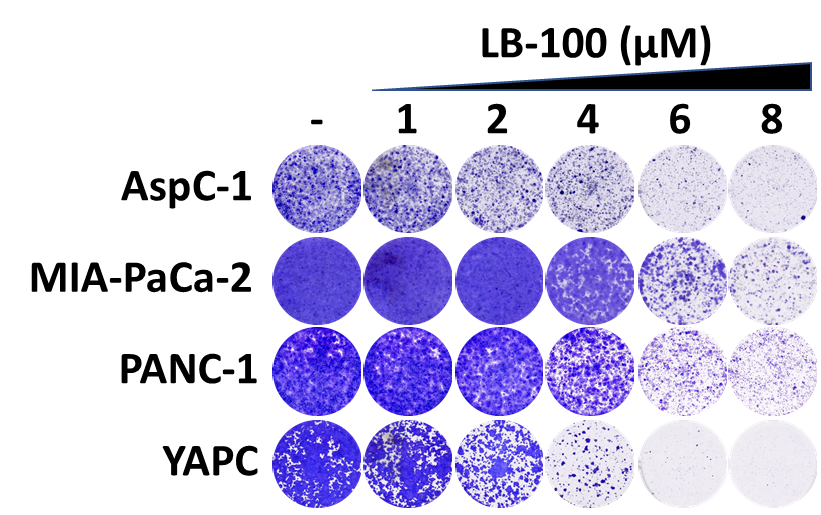 LB-100 (µM)
- 1 2 4 6 8
AspC-1
MIA-PaCa-2
PANC-1
YAPC